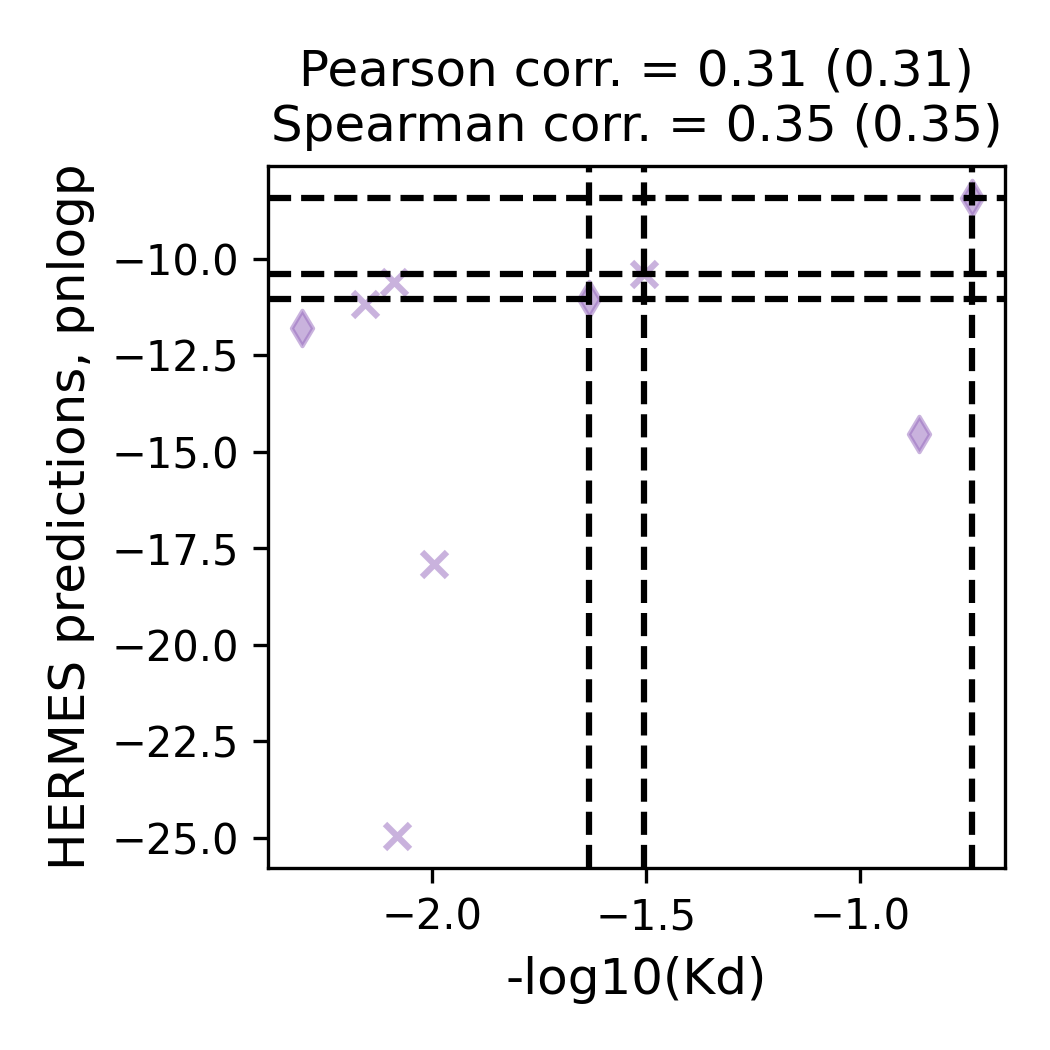 Pearson corr. = 0.31 (0.31)
Spearman corr. = 0.35 (0.35)
HERMES predictions, pnlogp
−10.0
−12.5
−15.0
−17.5
−20.0
−22.5
−25.0
−2.0
−1.5
−1.0
-log10(Kd)